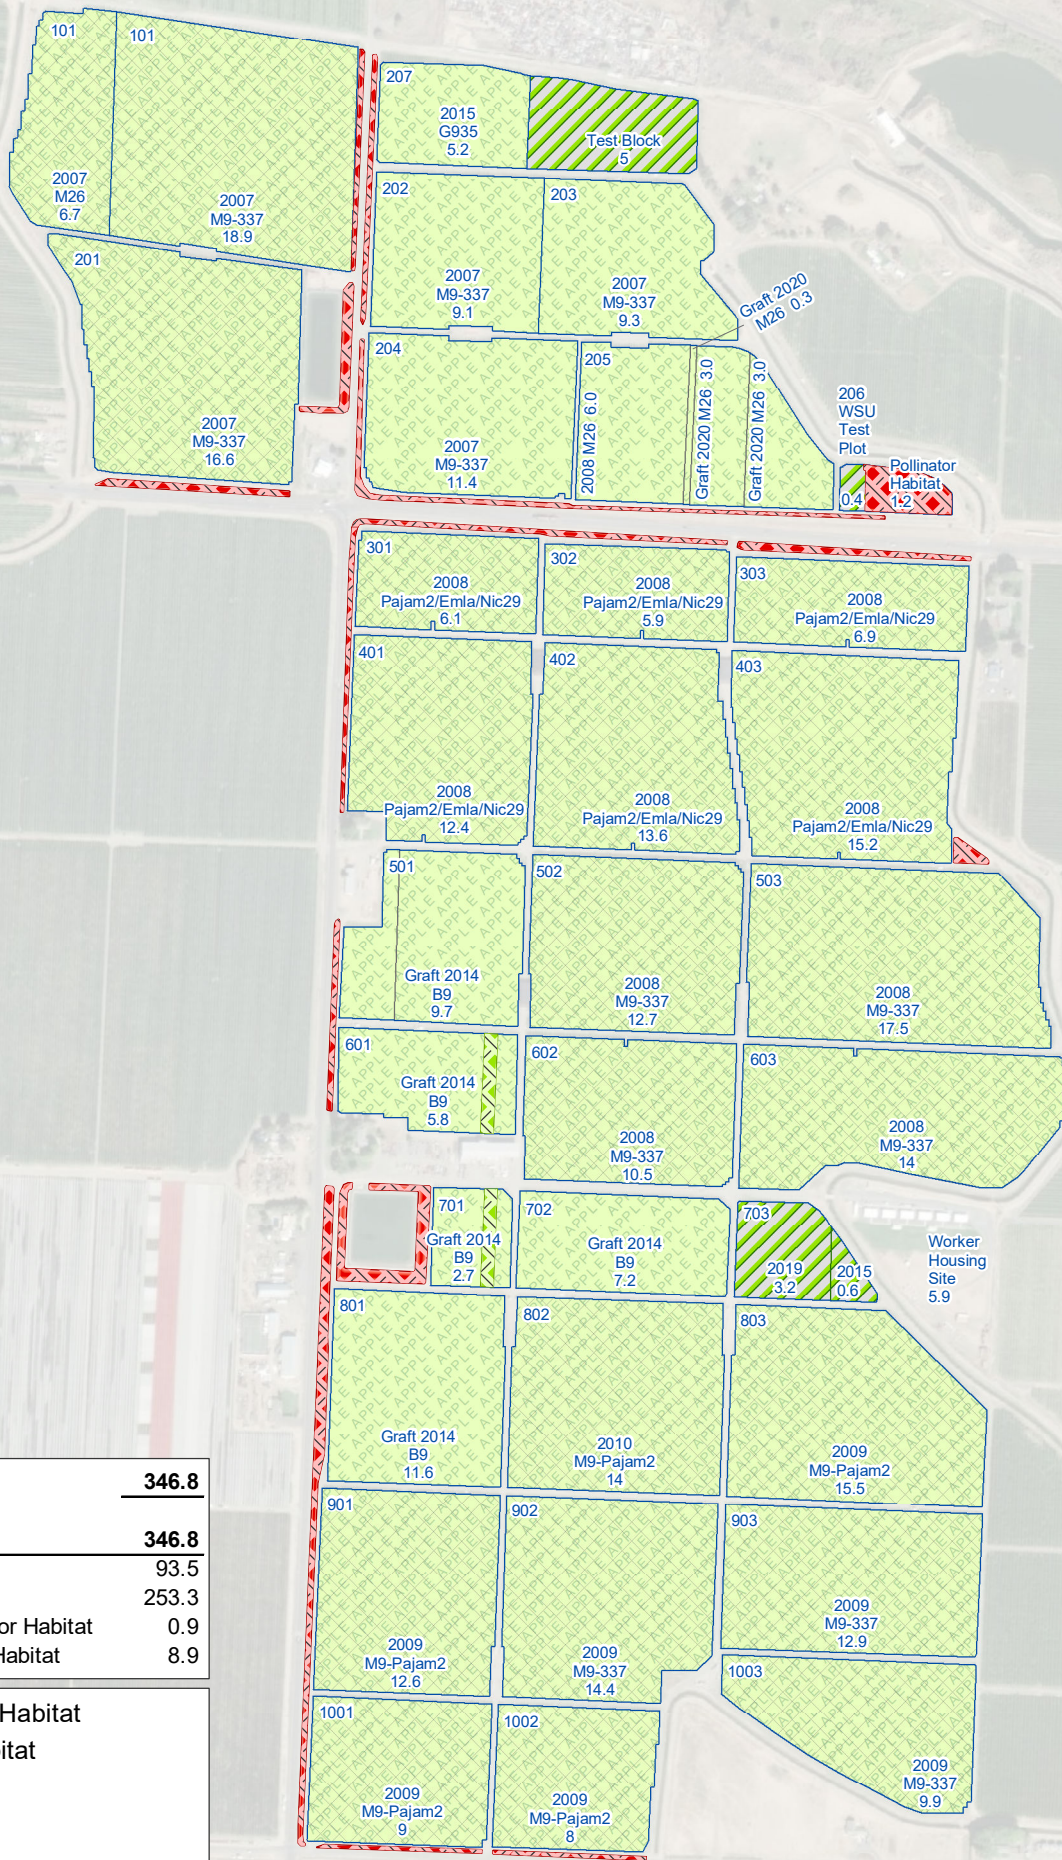 101
101
2007
M26
6.7
2007
M9-337
18.9
207
2015
G935
5.2
Test Block
5
201
2007
M9-337
16.6
202
2007
M9-337
9.1
203
2007
M9-337
9.3
Graft 2020
M26 0.3
204
2007
M9-337
11.4
205
2008 M26 6.0
Graft 2020 M26 3.0
Graft 2020 M26 3.0
206
WSU
Test
Plot
0.4
Pollinator
Habitat
1.2
301
2008
Pajam2/Emla/Nic29
6.1
302
2008
Pajam2/Emla/Nic29
5.9
303
2008
Pajam2/Emla/Nic29
6.9
401
2008
Pajam2/Emla/Nic29
12.4
402
2008
Pajam2/Emla/Nic29
13.6
403
2008
Pajam2/Emla/Nic29
15.2
501
Graft 2014
B9
9.7
502
2008
M9-337
12.7
503
2008
M9-337
17.5
601
Graft 2014
B9
5.8
602
2008
M9-337
10.5
603
2008
M9-337
14
701
Graft 2014
B9
2.7
702
Graft 2014
B9
7.2
703
2019
3.2
2015
0.6
Worker
Housing
Site
5.9
801
Graft 2014
B9
11.6
802
2010
M9-Pajam2
14
803
2009
M9-Pajam2
15.5
901
2009
M9-Pajam2
12.6
902
2009
M9-337
14.4
903
2009
M9-337
12.9
1001
2009
M9-Pajam2
9
1002
2009
M9-Pajam2
8
1003
2009
M9-337
9.9
346.8
346.8
93.5
253.3
or Habitat 0.9
Habitat 8.9
Habitat
itat